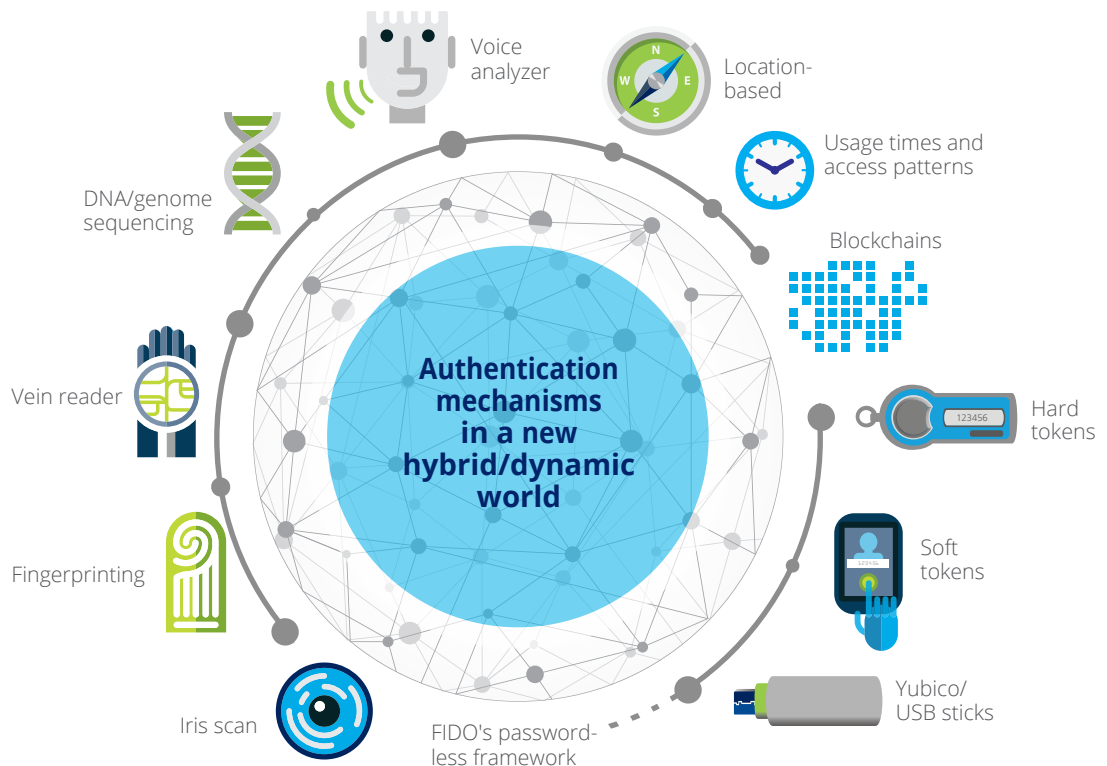 Voice
analyzer
Location-
based
N
W
E
S
Usage times and
access patterns
DNA/genome
sequencing
Blockchains
Authentication
mechanisms
in a new
hybrid/dynamic
world
Vein reader
123456
Hard
tokens
Fingerprinting
123456
Soft
tokens
Iris scan
FIDO's password-
less framework
Yubico/
USB sticks